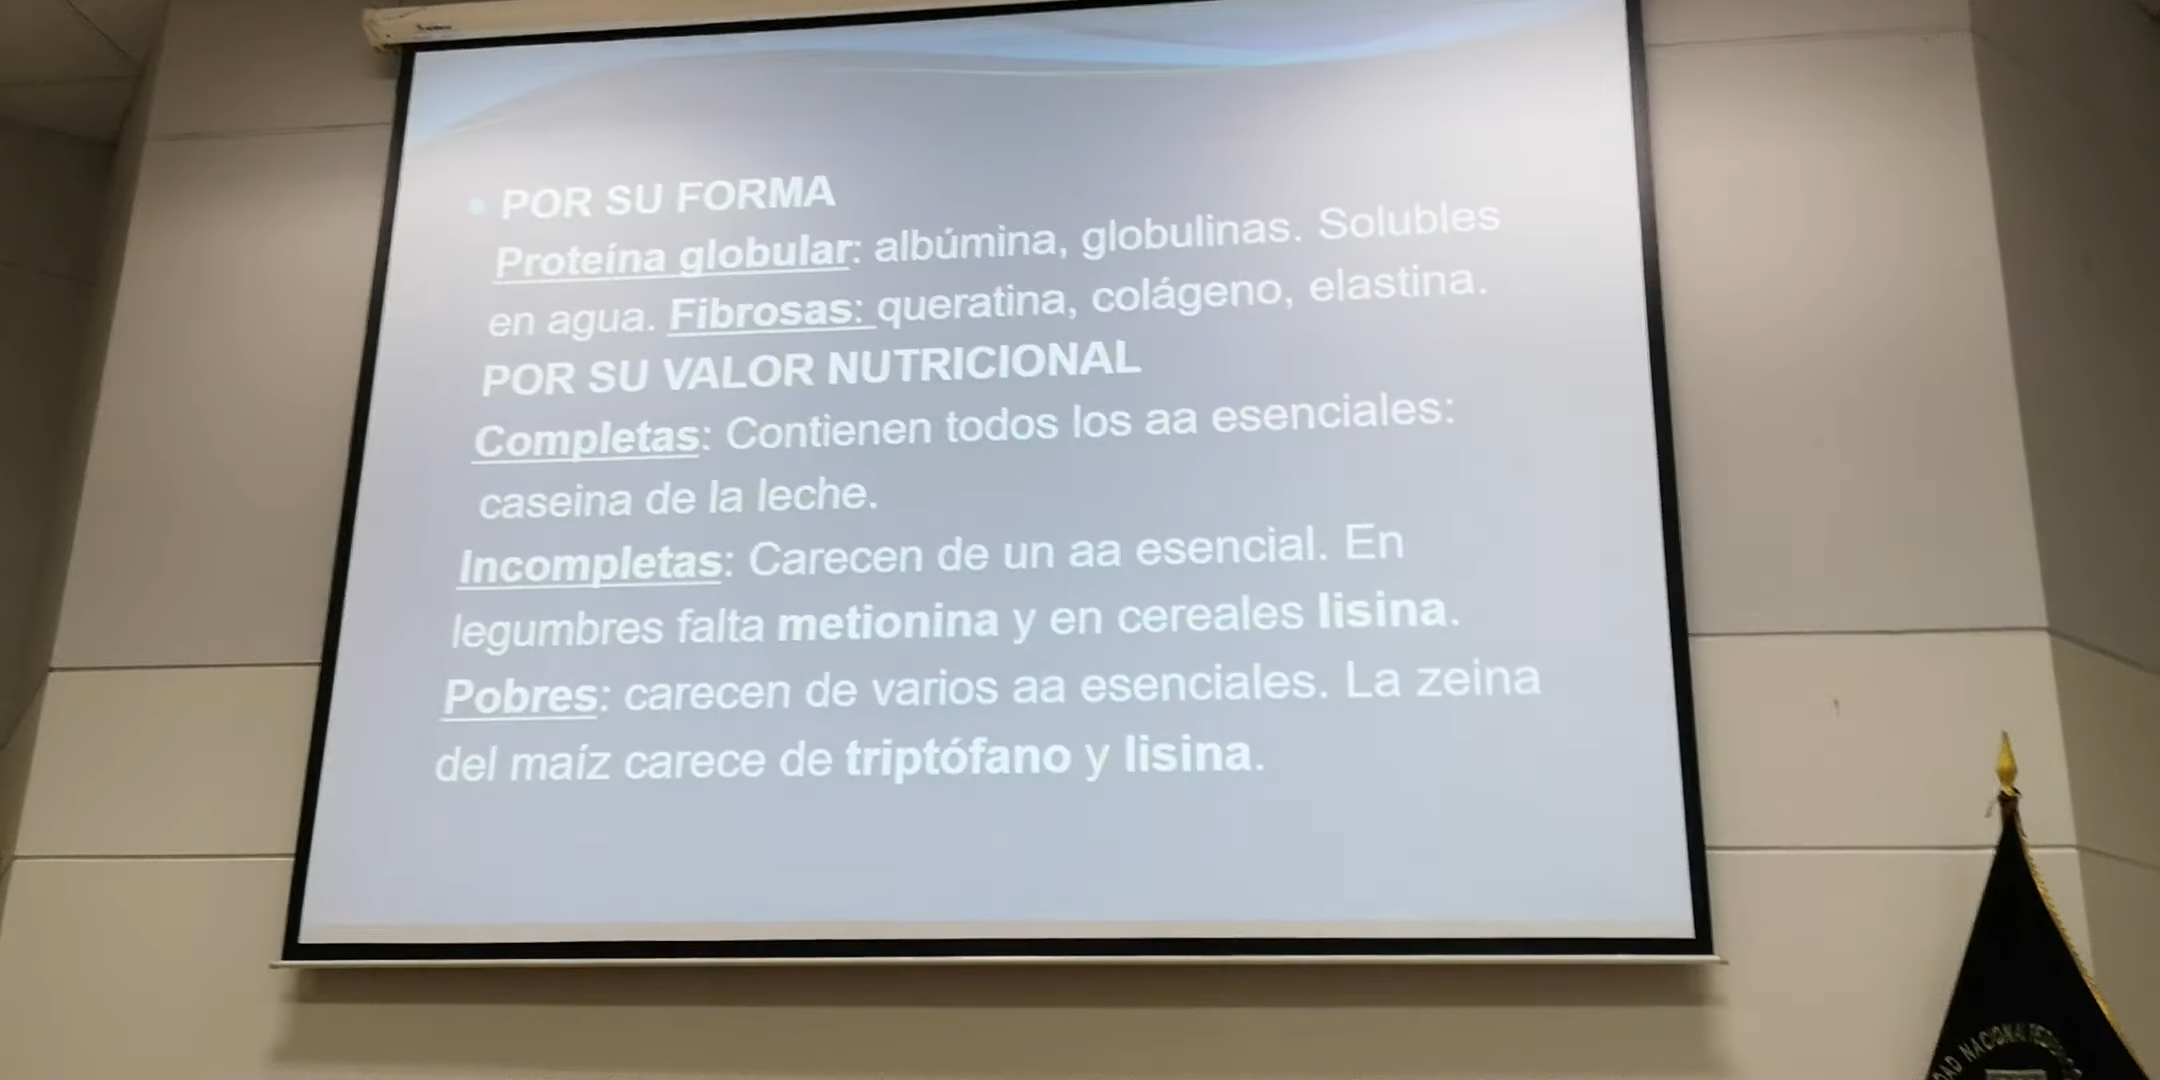 • POR SU FORMA
Proteína globular: albúmina, globulinas. Solubles
en agua. Fibrosas: queratina, colágeno, elastina.
POR SU VALOR NUTRICIONAL
Completas: Contienen todos los aa esenciales:
caseina de la leche.
Incompletas: Carecen de un aa esencial. En
legumbres falta metionina y en cereales lisina.
Pobres: carecen de varios aa esenciales. La zeina
del maíz carece de triptófano y lisina.
DAD NACIONAL